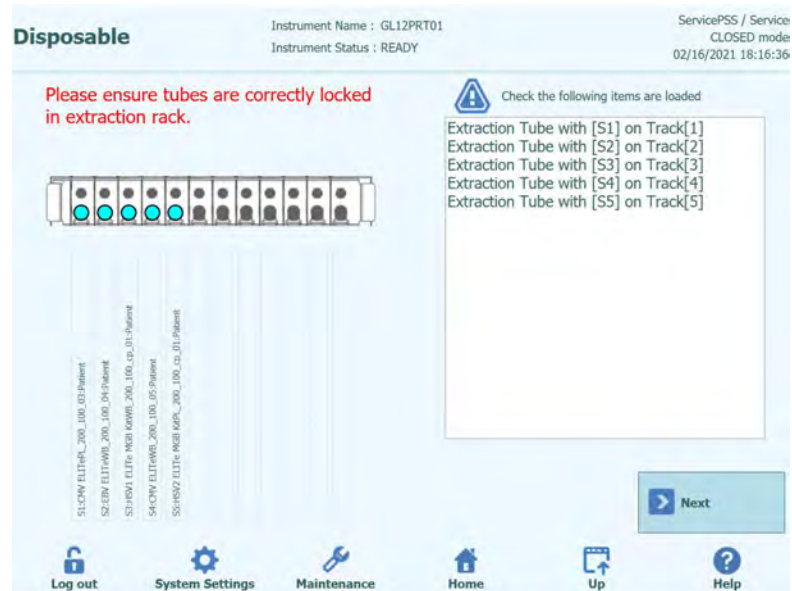 Disposable
Instrument Name : GL12PRT01
Instrument Status : READY
ServicePSS / Service
CLOSED mode
02/16/2021 18:16:36
Please ensure tubes are correctly locked
in extraction rack.
Check the following items are loaded
Extraction Tube with [S1] on Track[1]
Extraction Tube with [S2] on Track[2]
Extraction Tube with [S3] on Track[3]
Extraction Tube with [S4] on Track[4]
Extraction Tube with [S5] on Track[5]
S1:CMV ELITePL_200_100_03:Patient
S2:EBV ELITeWB_200_100_04:Patient
S3:HSV1 ELITe MGB KitWB_200_100_cp_01:Patient
S4:CMV ELITeWB_200_100_05:Patient
S5:HSV2 ELITe MGB KitPL_200_100_cp_01:Patient
Next
Log out
System Settings
Maintenance
Home
Up
Help